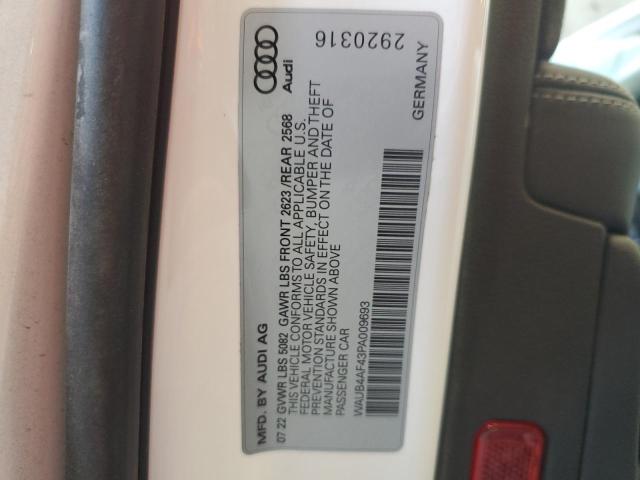 MFD. BY AUDI AG
Audi
07 22 GVWR LBS 5082 GAWR LBS FRONT 2623 /REAR 2568
THIS VEHICLE CONFORMS TO ALL APPLICABLE U.S.
FEDERAL MOTOR VEHICLE SAFETY, BUMPER AND THEFT
PREVENTION STANDARDS IN EFFECT ON THE DATE OF
MANUFACTURE SHOWN ABOVE
PASSENGER CAR
WAUB4AF43PA009693
2920316
GERMANY